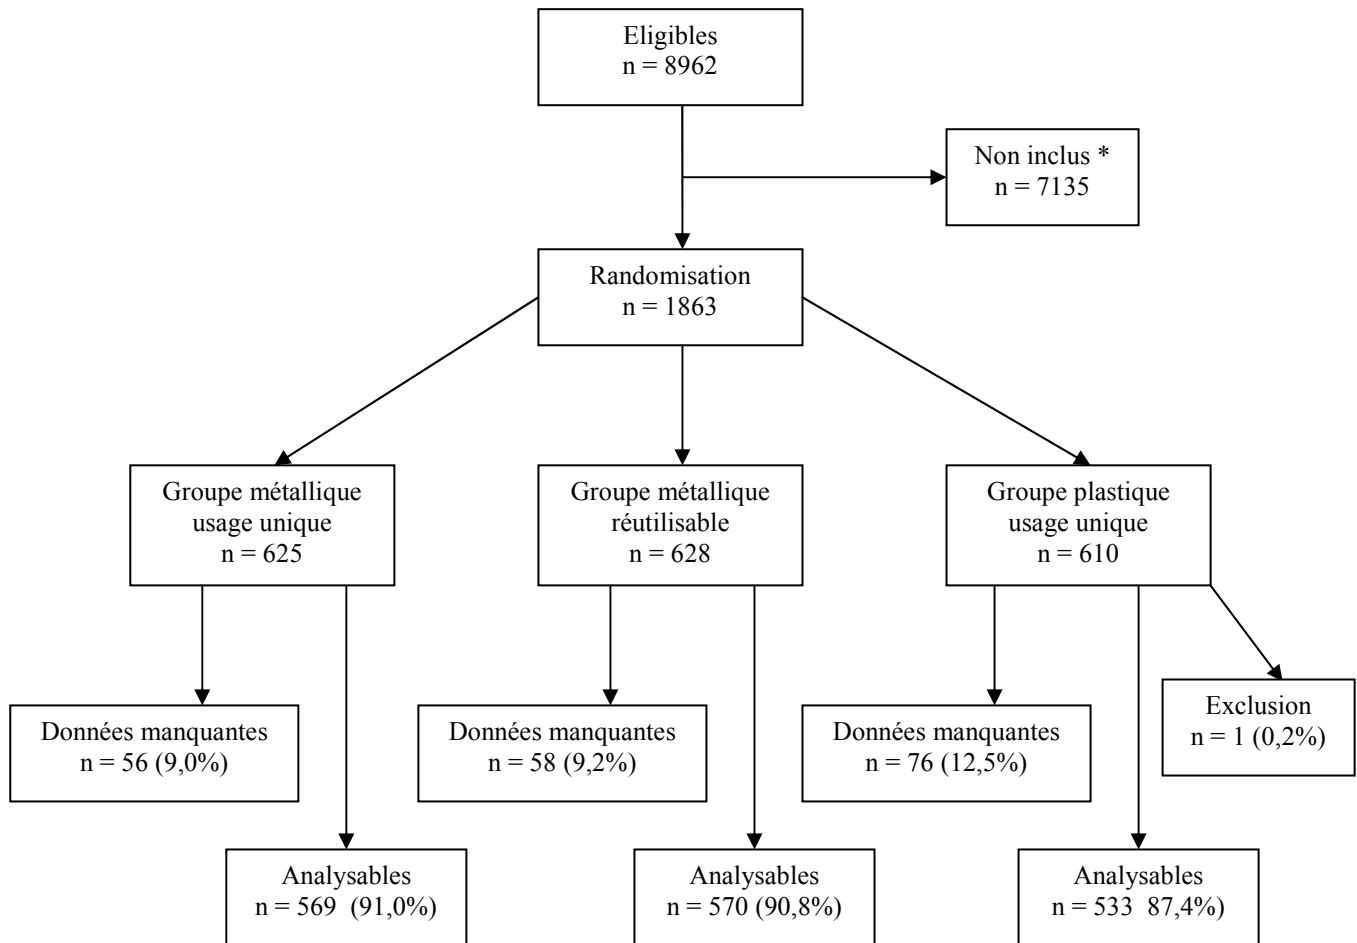 Eligibles
n = 8962
Non inclus *
n = 7135
Randomisation
n = 1863
Groupe métallique
usage unique
n = 625
Groupe métallique
réutilisable
n = 628
Groupe plastique
usage unique
n = 610
Données manquantes
n = 56 (9,0%)
Données manquantes
n = 58 (9,2%)
Données manquantes
n = 76 (12,5%)
Exclusion
n = 1 (0,2%)
Analysables
n = 569  (91,0%)
Analysables
n = 570 (90,8%)
Analysables
n = 533  87,4%)